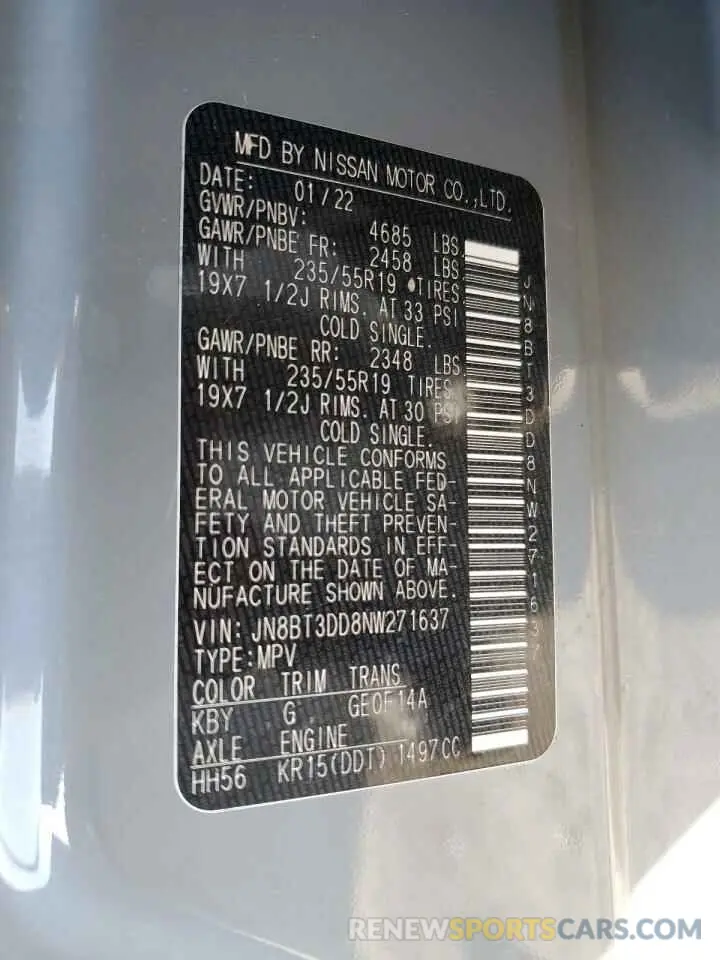 MFD BY NISSAN MOTOR CO.,LTD.
DATE: 01/22
GVWR/PNBV: 4685 LBS
GAWR/PNBE FR: 2458 LBS
WITH 235/55R19 TIRES.
19X7 1/2J RIMS. AT 33 PSI
COLD SINGLE.
GAWR/PNBE RR: 2348 LBS
WITH 235/55R19 TIRES
19X7 1/2J RIMS. AT 30 PSI
COLD SINGLE.
THIS VEHICLE CONFORMS
TO ALL APPLICABLE FED-
ERAL MOTOR VEHICLE SA-
FETY AND THEFT PREVEN-
TION STANDARDS IN EFF-
ECT ON THE DATE OF MA-
NUFACTURE SHOWN ABOVE.
VIN: JN8BT3DD8NW271637
TYPE: MPV
COLOR TRIM TRANS
KBY G GE0F14A
AXLE ENGINE
HH56 KR15(DDT) 1497CC
JN8BT3DD8NW271637
RENEWSPORTSCARS.COM